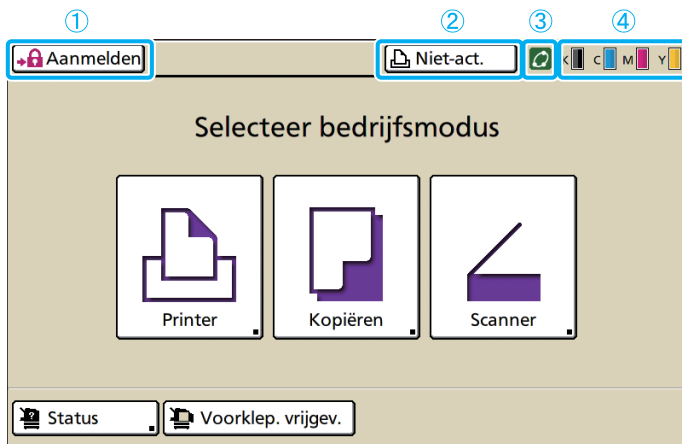 ① ② ③ ④
Aanmelden Niet-act. K C M Y
Selecteer bedrijfsmodus
Printer Kopiëren Scanner
Status Voorklep. vrijgev.